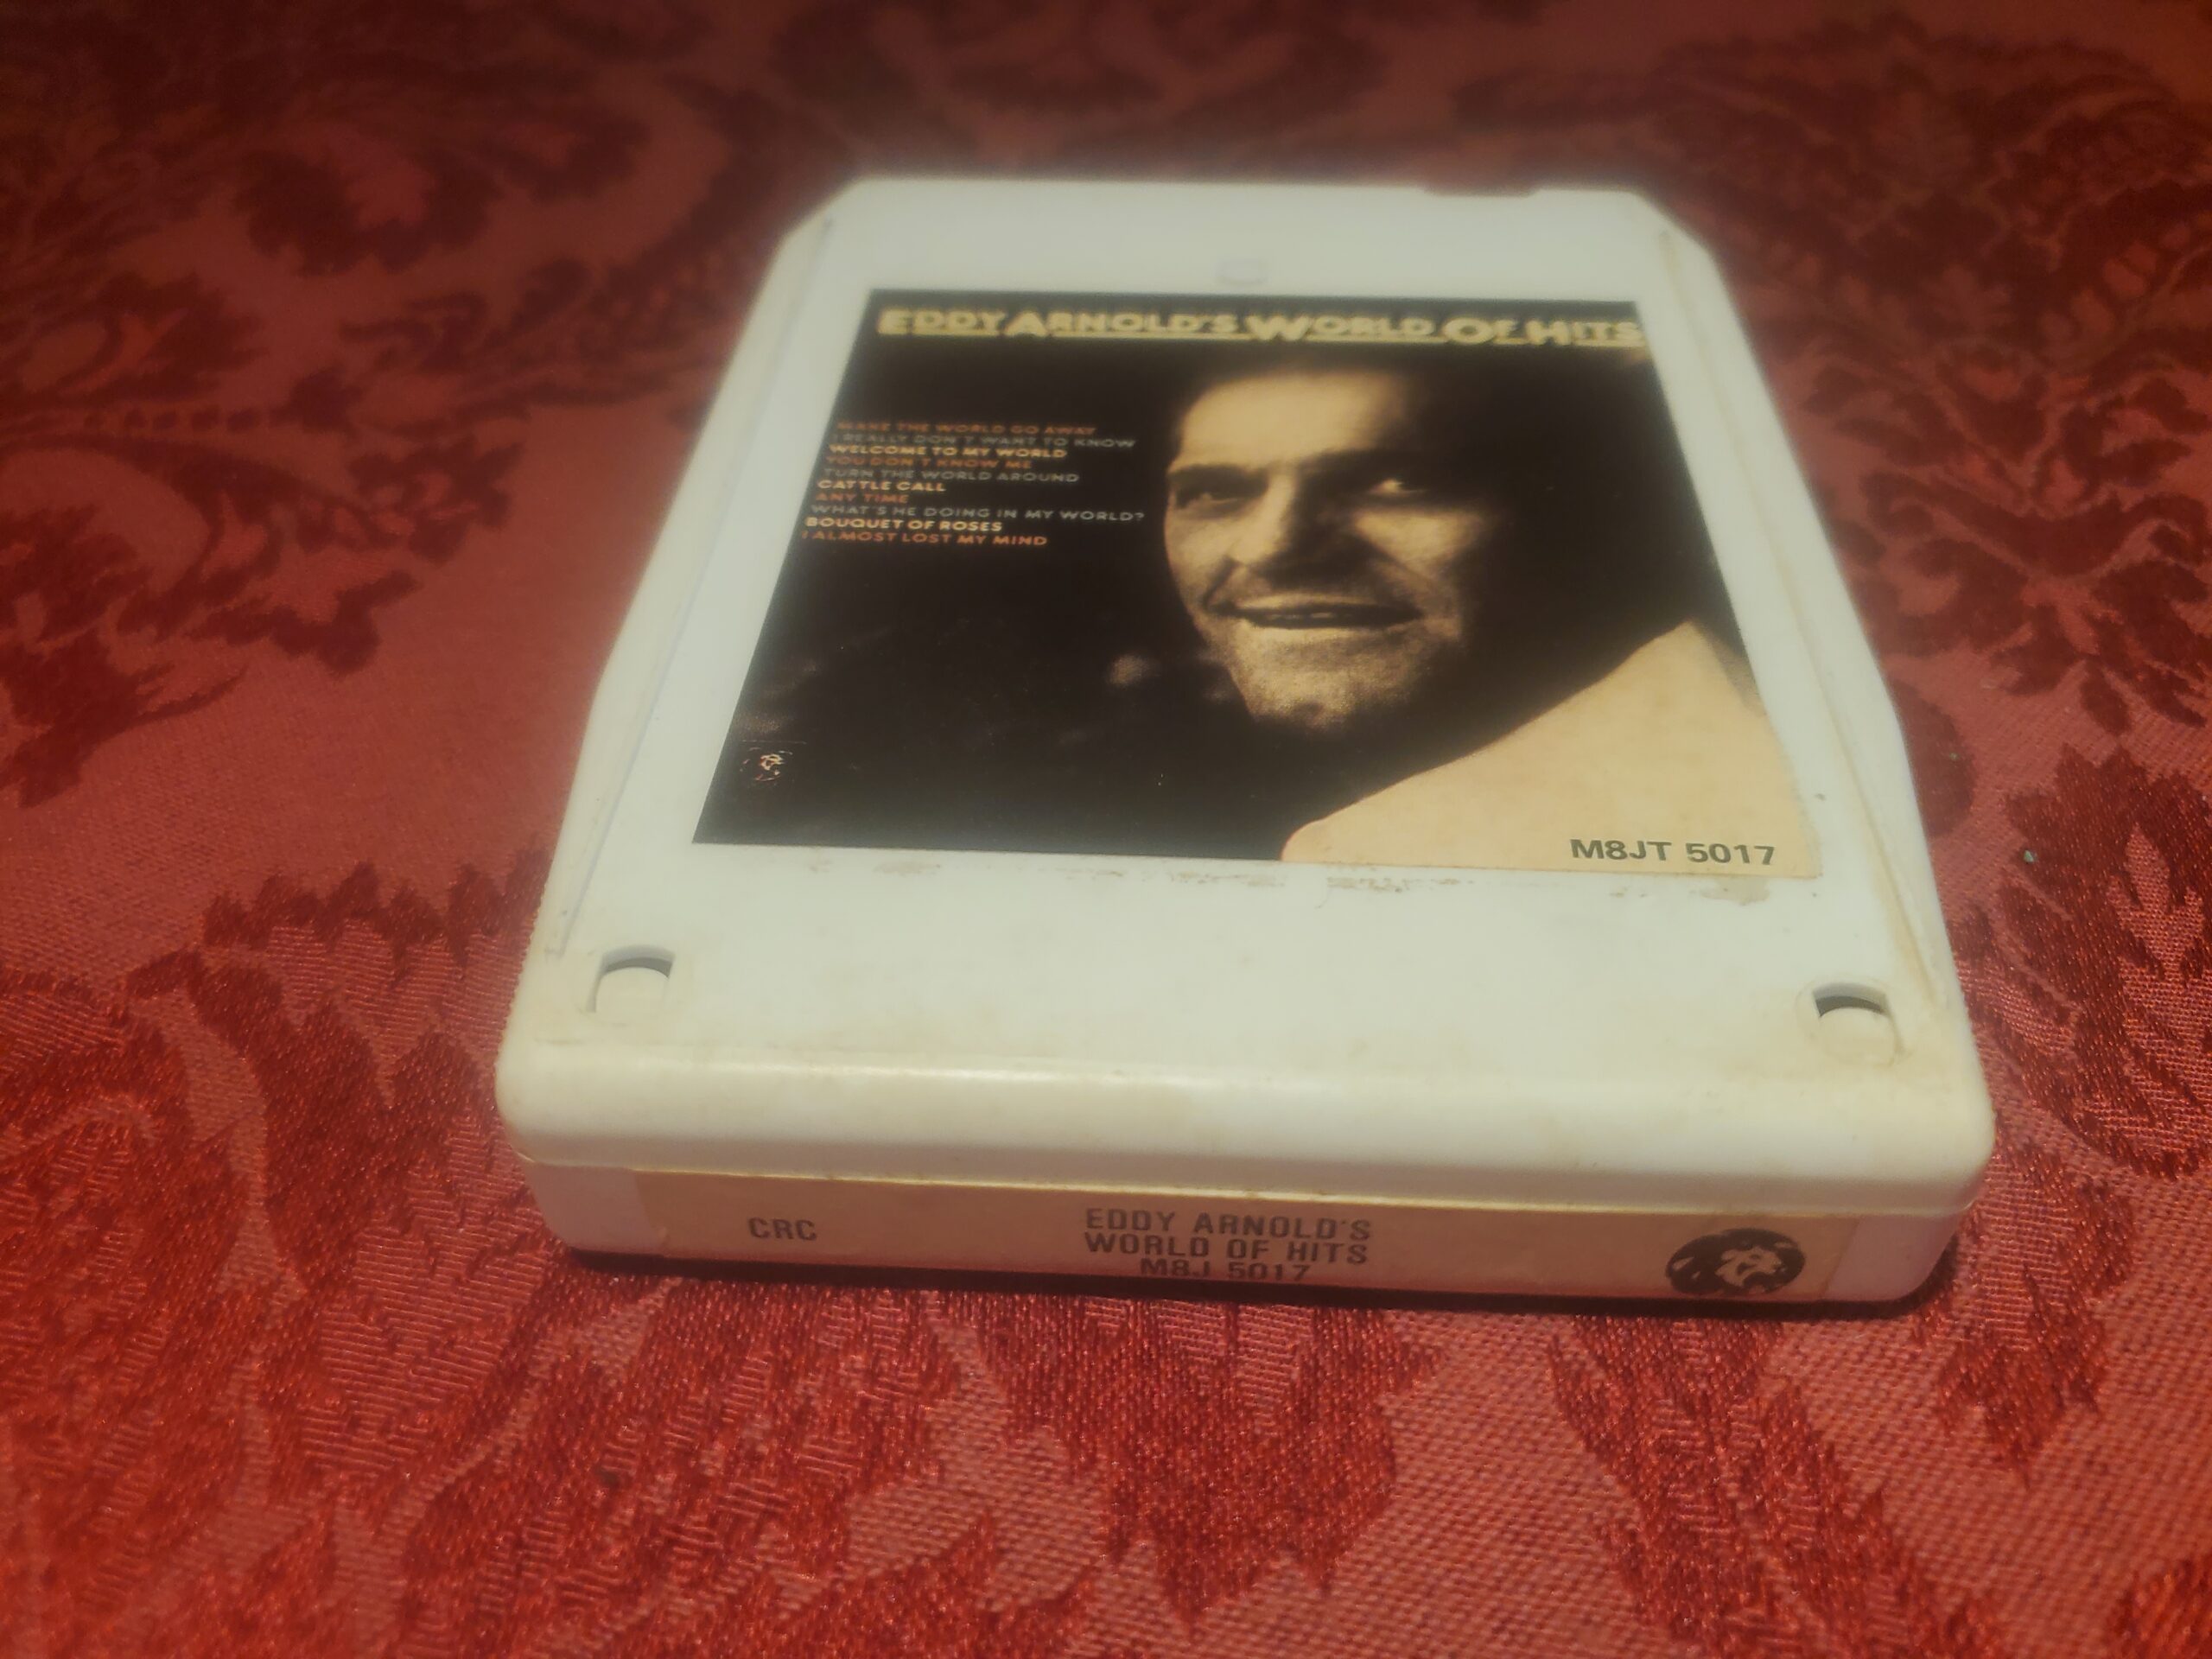 EDDY ARNOLD'S WORLD OF HITS
MAKE THE WORLD GO AWAY
I REALLY DON'T WANT TO KNOW
WELCOME TO MY WORLD
YOU DON'T KNOW ME
TURN THE WORLD AROUND
CATTLE CALL
ANY TIME
WHAT'S HE DOING IN MY WORLD?
BOUQUET OF ROSES
I ALMOST LOST MY MIND
M8JT 5017
CRC
EDDY ARNOLD'S
WORLD OF HITS
M8J 5017